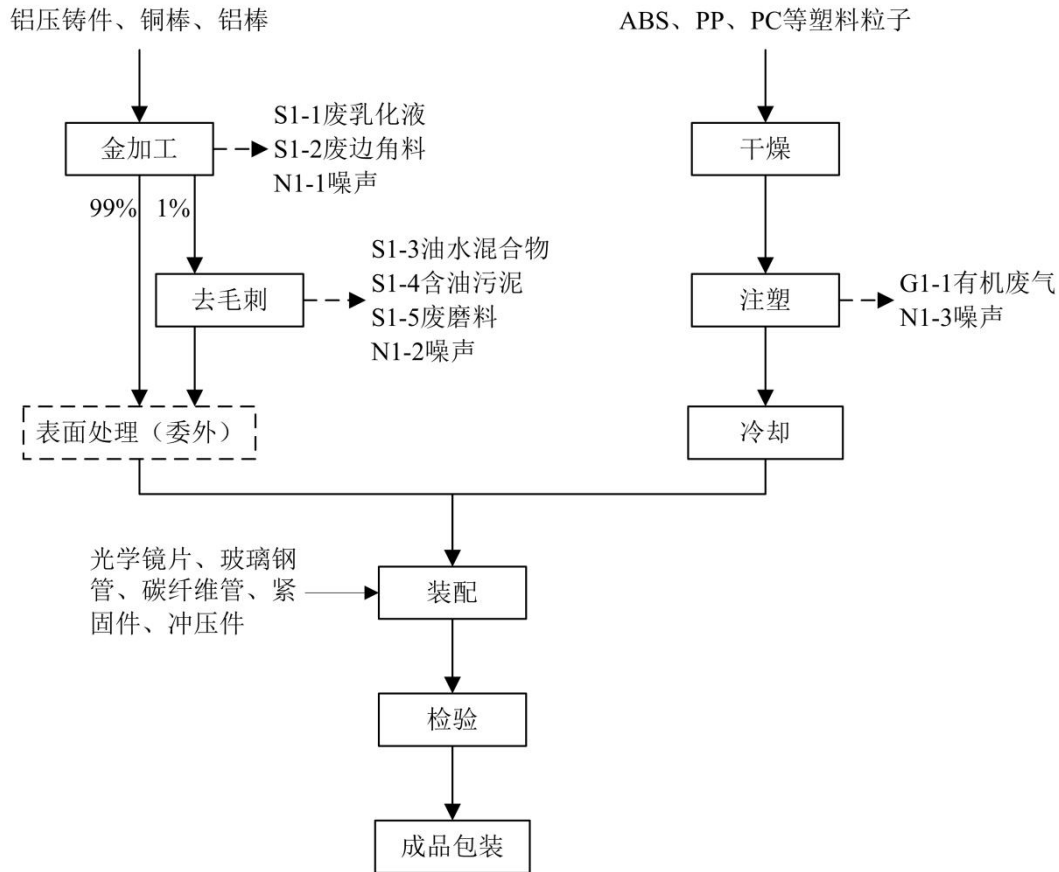 铝压铸件、铜棒、铝棒
ABS、PP、PC等塑料粒子
金加工
S1-1废乳化液
S1-2废边角料
N1-1噪声
干燥
99%
1%
去毛刺
S1-3油水混合物
S1-4含油污泥
S1-5废磨料
N1-2噪声
注塑
G1-1有机废气
N1-3噪声
表面处理（委外）
冷却
光学镜片、玻璃钢
管、碳纤维管、紧
固件、冲压件
装配
检验
成品包装